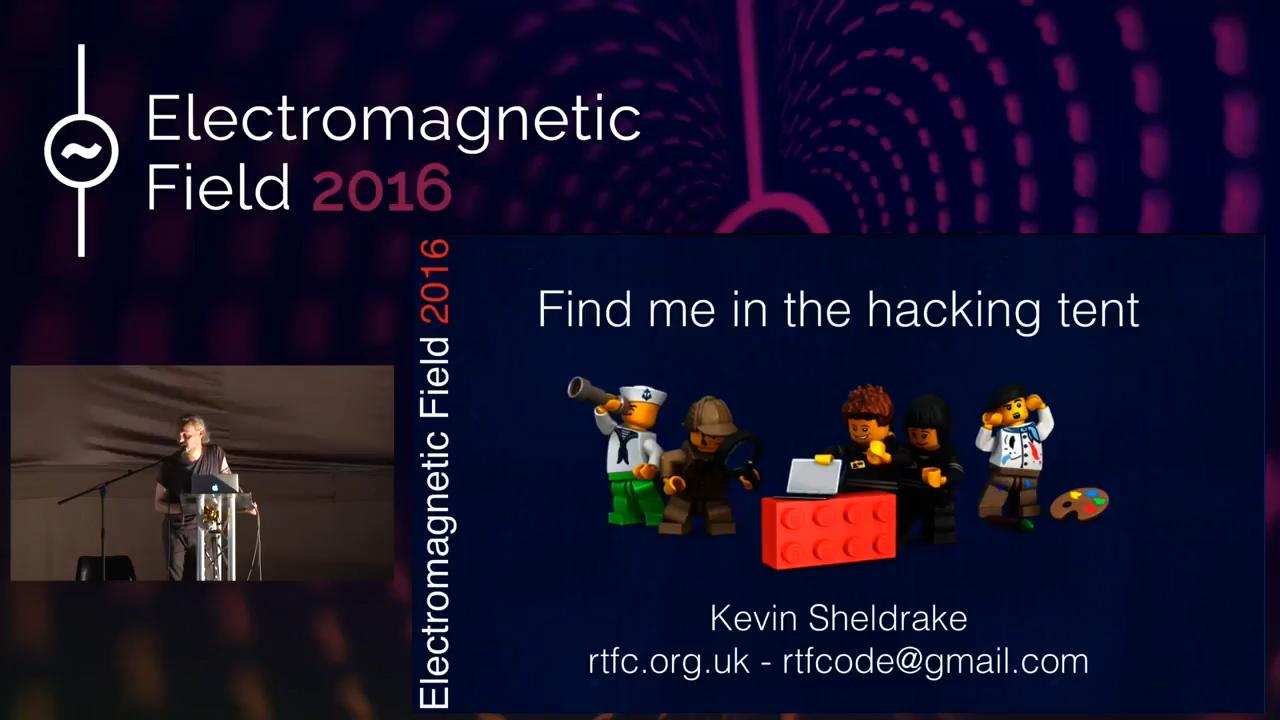 Electromagnetic
Field 2016
Electromagnetic Field 2016
Find me in the hacking tent
Kevin Sheldrake
rtfc.org.uk - rtfcode@gmail.com